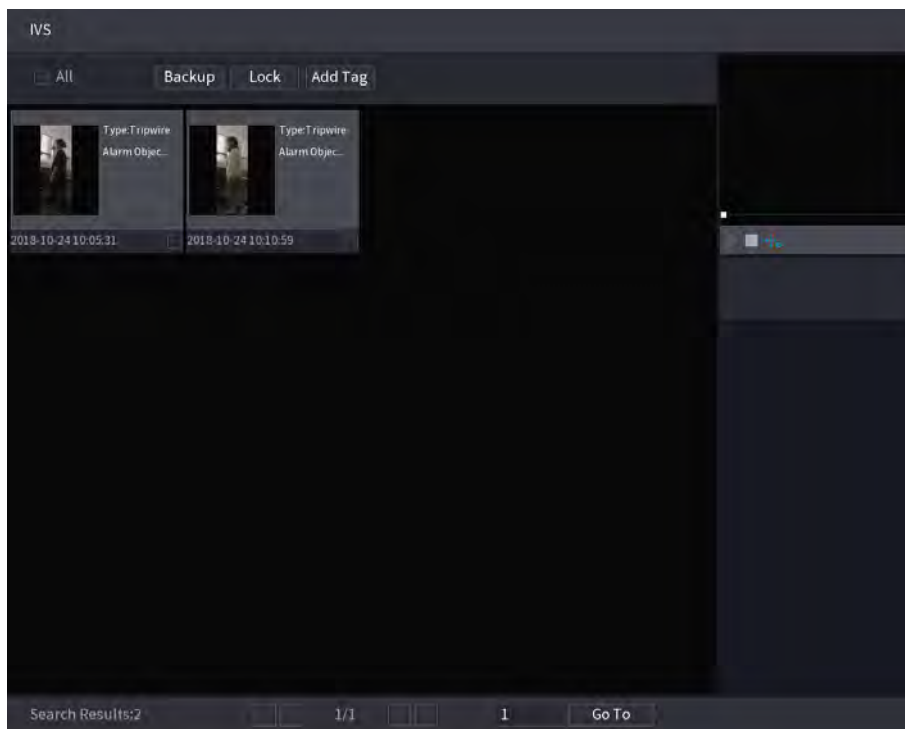 IVS
All Backup Lock Add Tag
Type:Tripwire
Alarm Objec...
2018-10-24 10:05:31
Type:Tripwire
Alarm Objec...
2018-10-24 10:10:59
Search Results:2 1/1 1 Go To